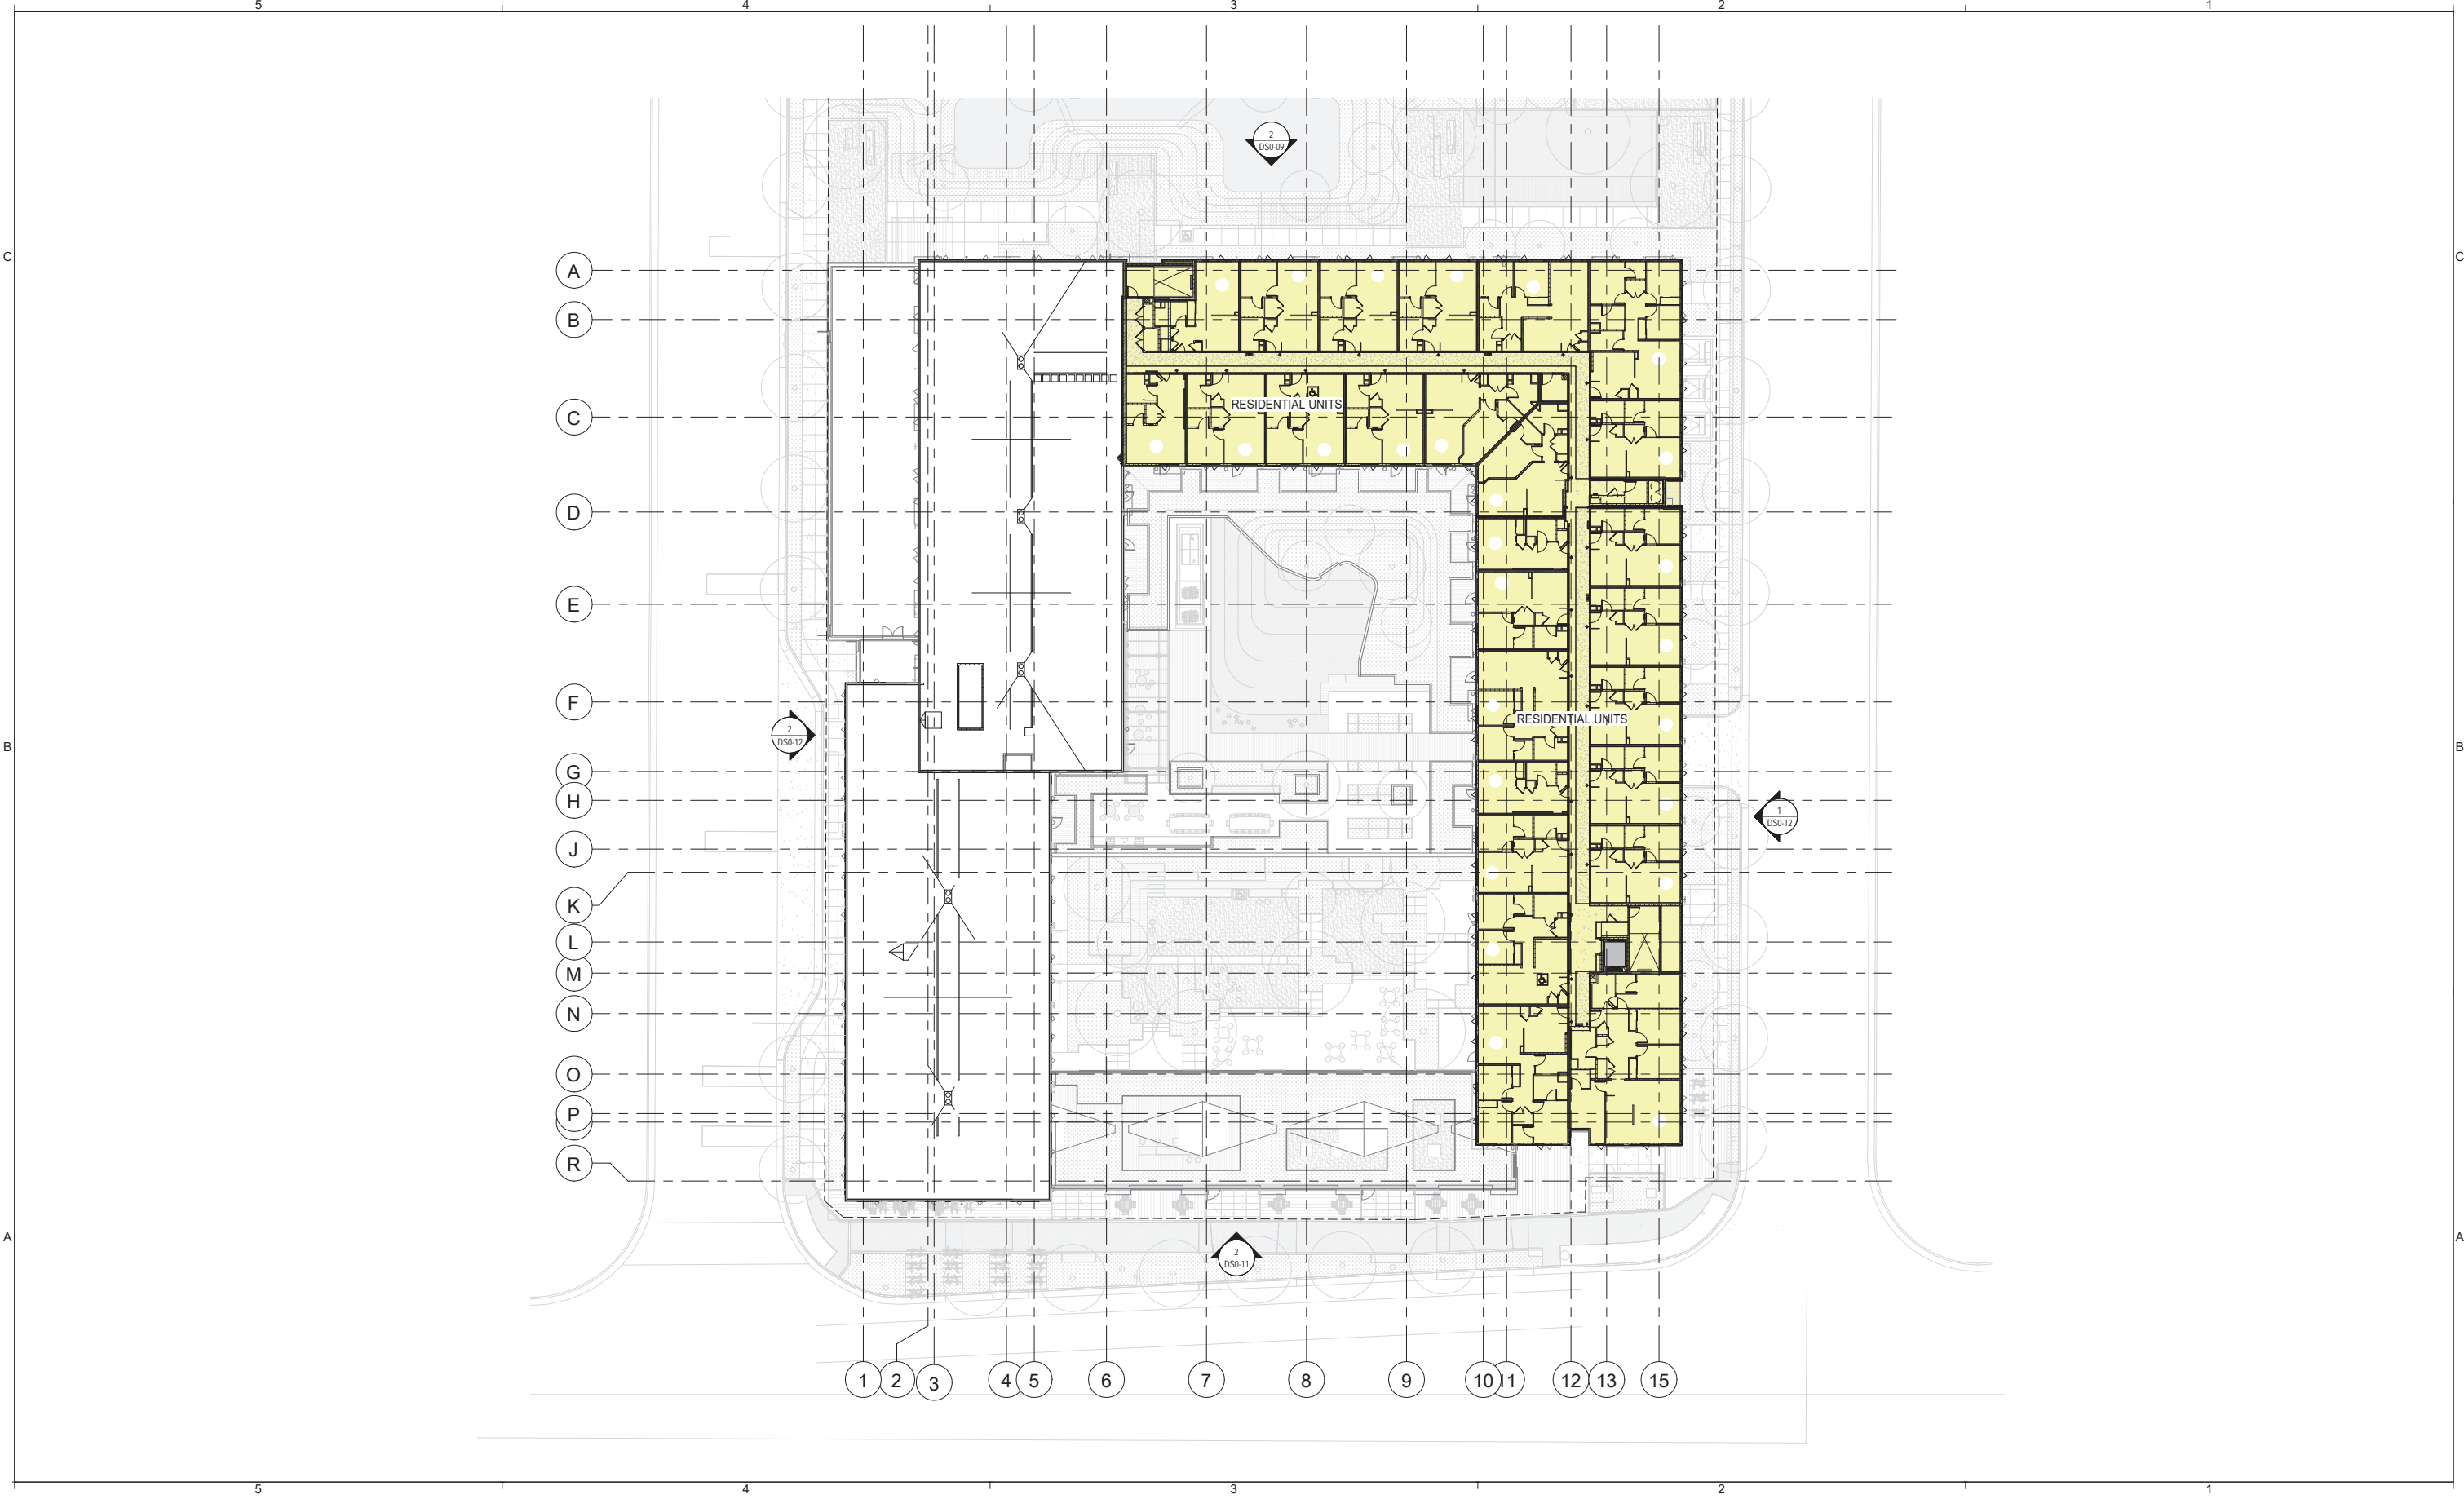 5 4 3 2 1
2
DS0-09
C C
A
B
RESIDENTIAL UNITS
C
D
E
F
RESIDENTIAL UNITS
2
DS0-12
B B
G
H
1
DS0-12
J
K
L
M
N
O
P
R
A A
2
DS0-11
1 2 3 4 5 6 7 8 9 10 11 12 13 15
5 4 3 2 1